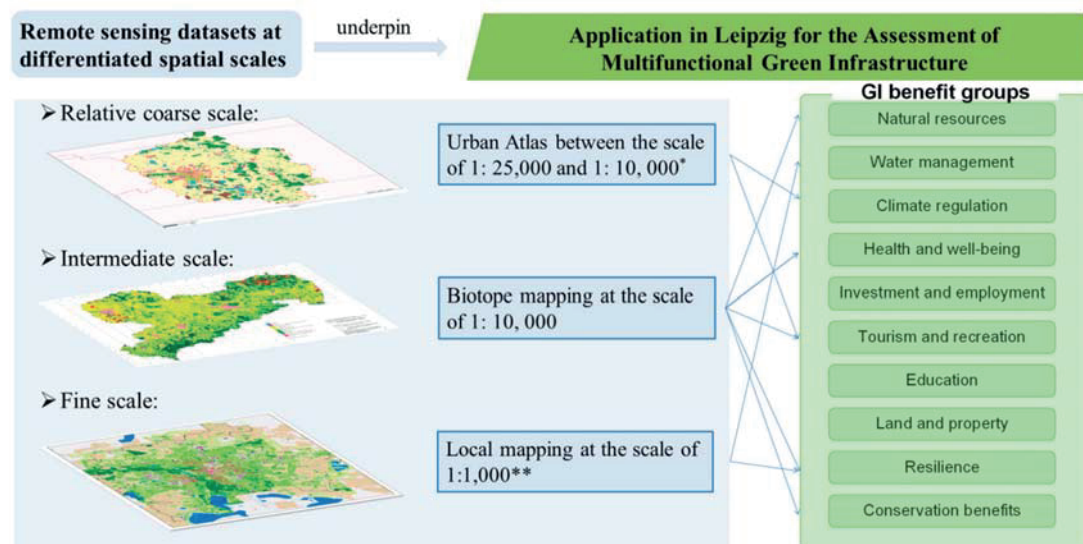 Remote sensing datasets at
differentiated spatial scales
underpin
Application in Leipzig for the Assessment of
Multifunctional Green Infrastructure
➢ Relative coarse scale:
Urban Atlas between the scale
of 1: 25,000 and 1: 10, 000*
➢ Intermediate scale:
Biotope mapping at the scale
of 1: 10, 000
➢ Fine scale:
Local mapping at the scale of
1:1,000**
GI benefit groups
Natural resources
Water management
Climate regulation
Health and well-being
Investment and employment
Tourism and recreation
Education
Land and property
Resilience
Conservation benefits